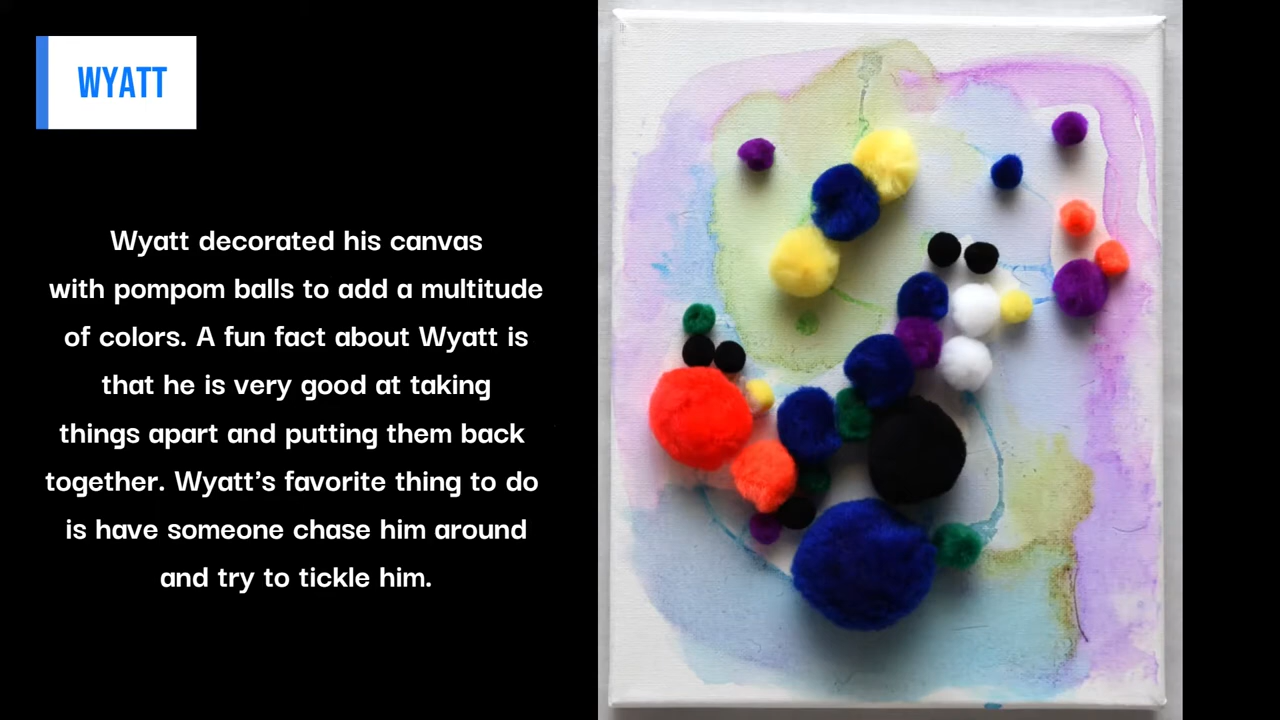 WYATT
Wyatt decorated his canvas
with pompom balls to add a multitude
of colors. A fun fact about Wyatt is
that he is very good at taking
things apart and putting them back
together. Wyatt’s favorite thing to do
is have someone chase him around
and try to tickle him.